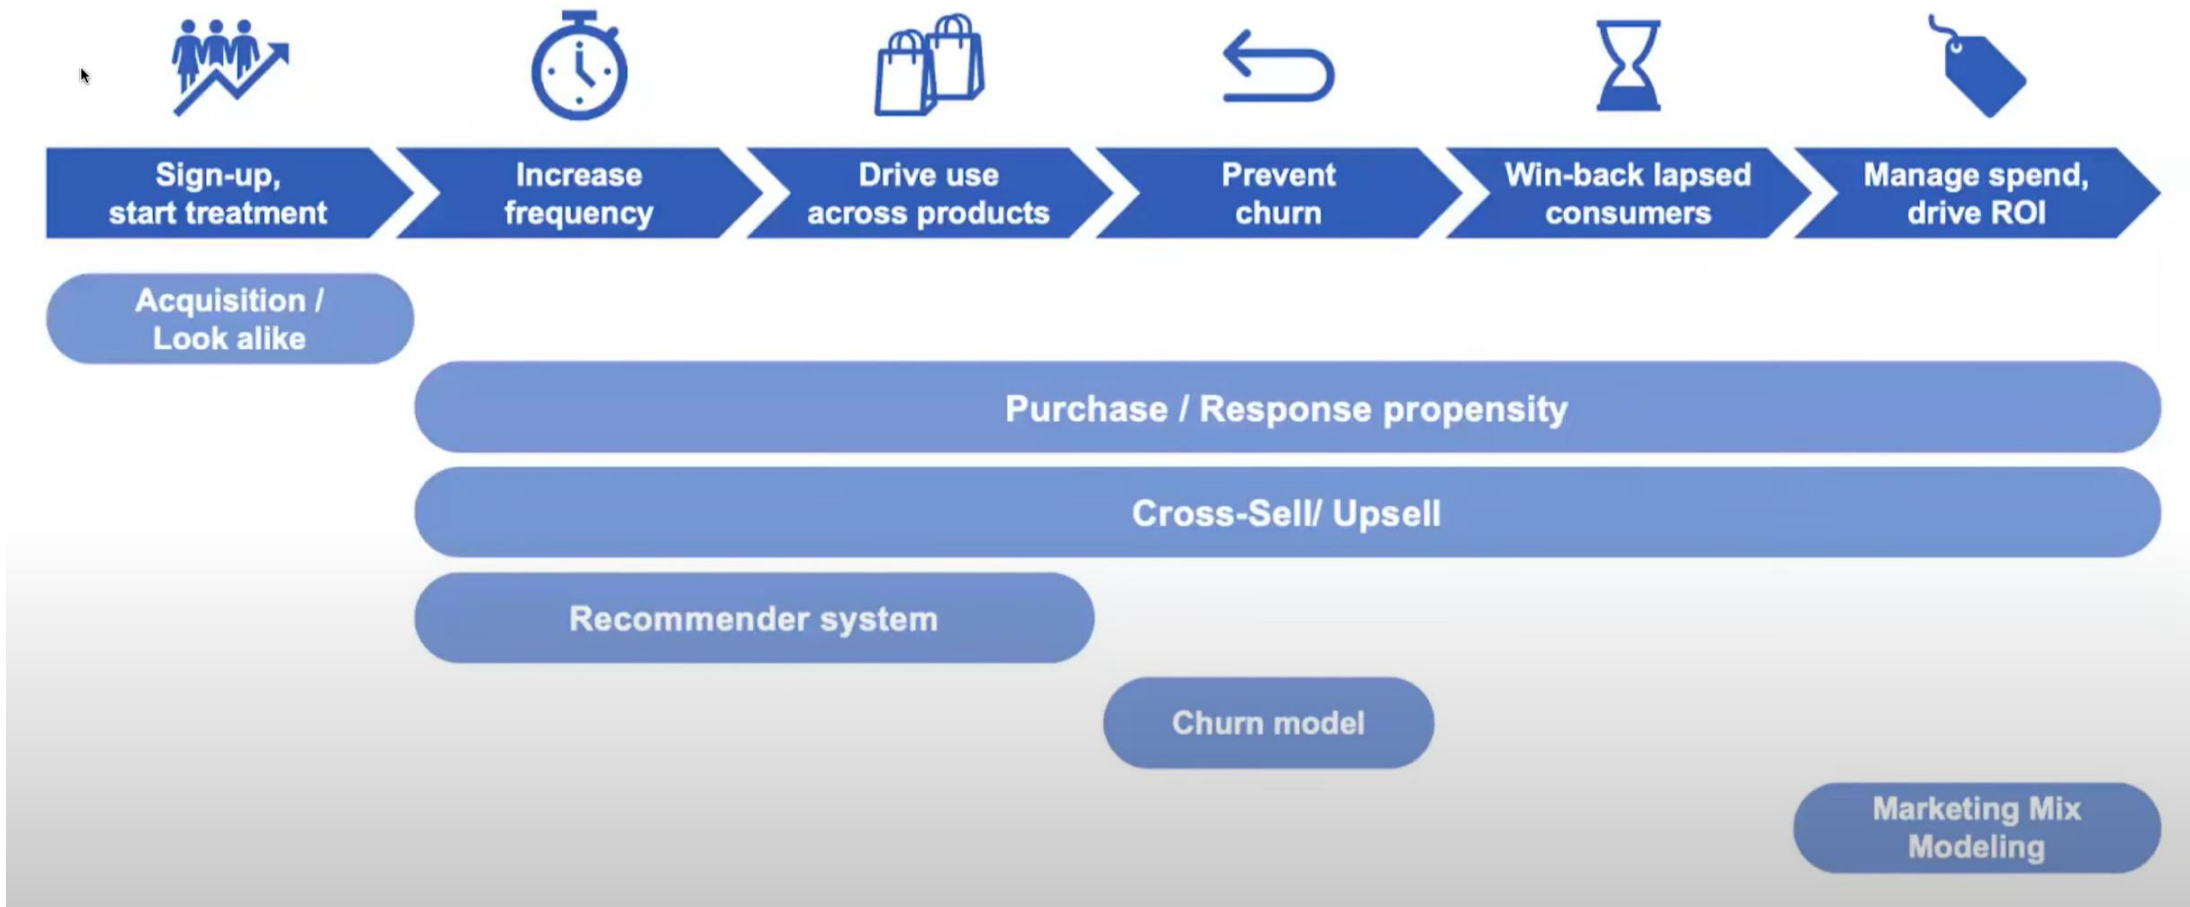 Sign-up,
start treatment
Increase
frequency
Drive use
across products
Prevent
churn
Win-back lapsed
consumers
Manage spend,
drive ROI
Acquisition /
Look alike
Purchase / Response propensity
Cross-Sell/ Upsell
Recommender system
Churn model
Marketing Mix
Modeling